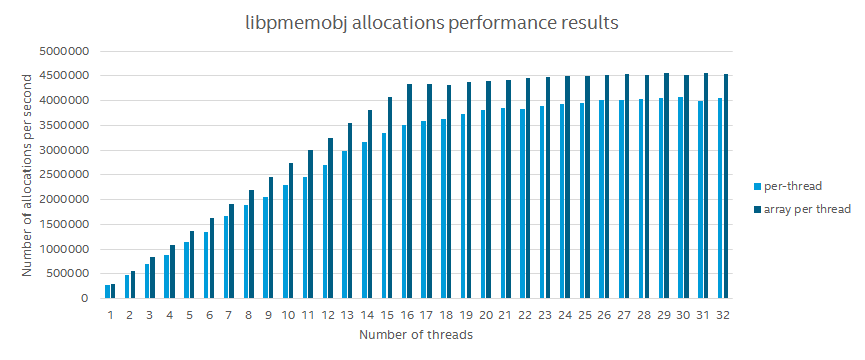 libpmemobj allocations performance results
Number of allocations per second
5000000
4500000
4000000
3500000
3000000
2500000
2000000
1500000
1000000
500000
0
1 2 3 4 5 6 7 8 9 10 11 12 13 14 15 16 17 18 19 20 21 22 23 24 25 26 27 28 29 30 31 32
Number of threads
per-thread
array per thread